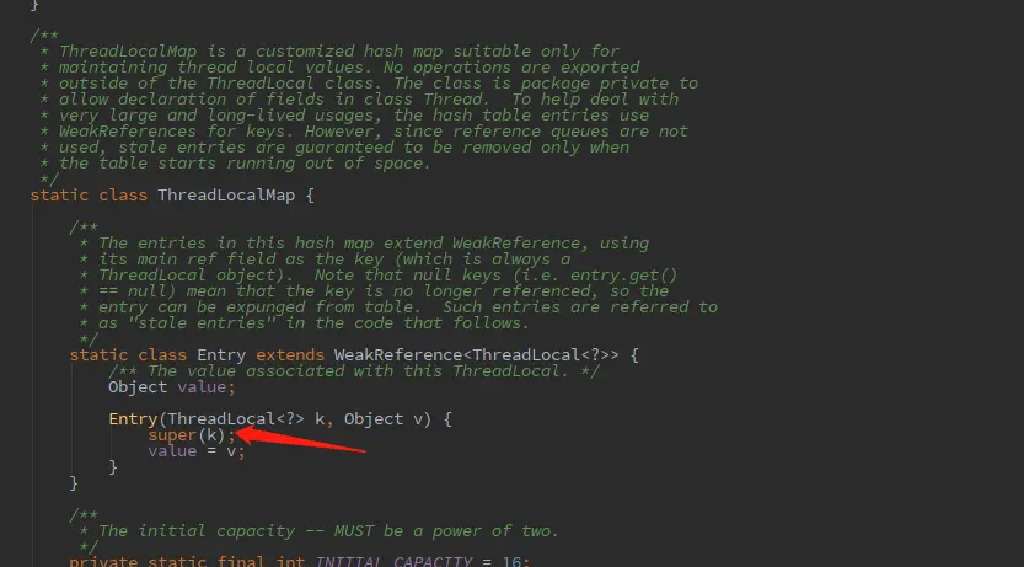 }
/**
 * ThreadLocalMap is a customized hash map suitable only for
 * maintaining thread local values. No operations are exported
 * outside of the ThreadLocal class. The class is package private to
 * allow declaration of fields in class Thread.  To help deal with
 * very large and long-lived usages, the hash table entries use
 * WeakReferences for keys. However, since reference queues are not
 * used, stale entries are guaranteed to be removed only when
 * the table starts running out of space.
 */
static class ThreadLocalMap {
/**
 * The entries in this hash map extend WeakReference, using
 * its main ref field as the key (which is always a
 * ThreadLocal object).  Note that null keys (i.e. entry.get()
 * == null) mean that the key is no longer referenced, so the
 * entry can be expunged from table.  Such entries are referred to
 * as "stale entries" in the code that follows.
 */
static class Entry extends WeakReference<ThreadLocal<?>> {
/** The value associated with this ThreadLocal. */
Object value;
Entry(ThreadLocal<?> k, Object v) {
super(k);
value = v;
}
}
/**
 * The initial capacity -- MUST be a power of two.
 */
private static final int INITIAL_CAPACITY = 16;